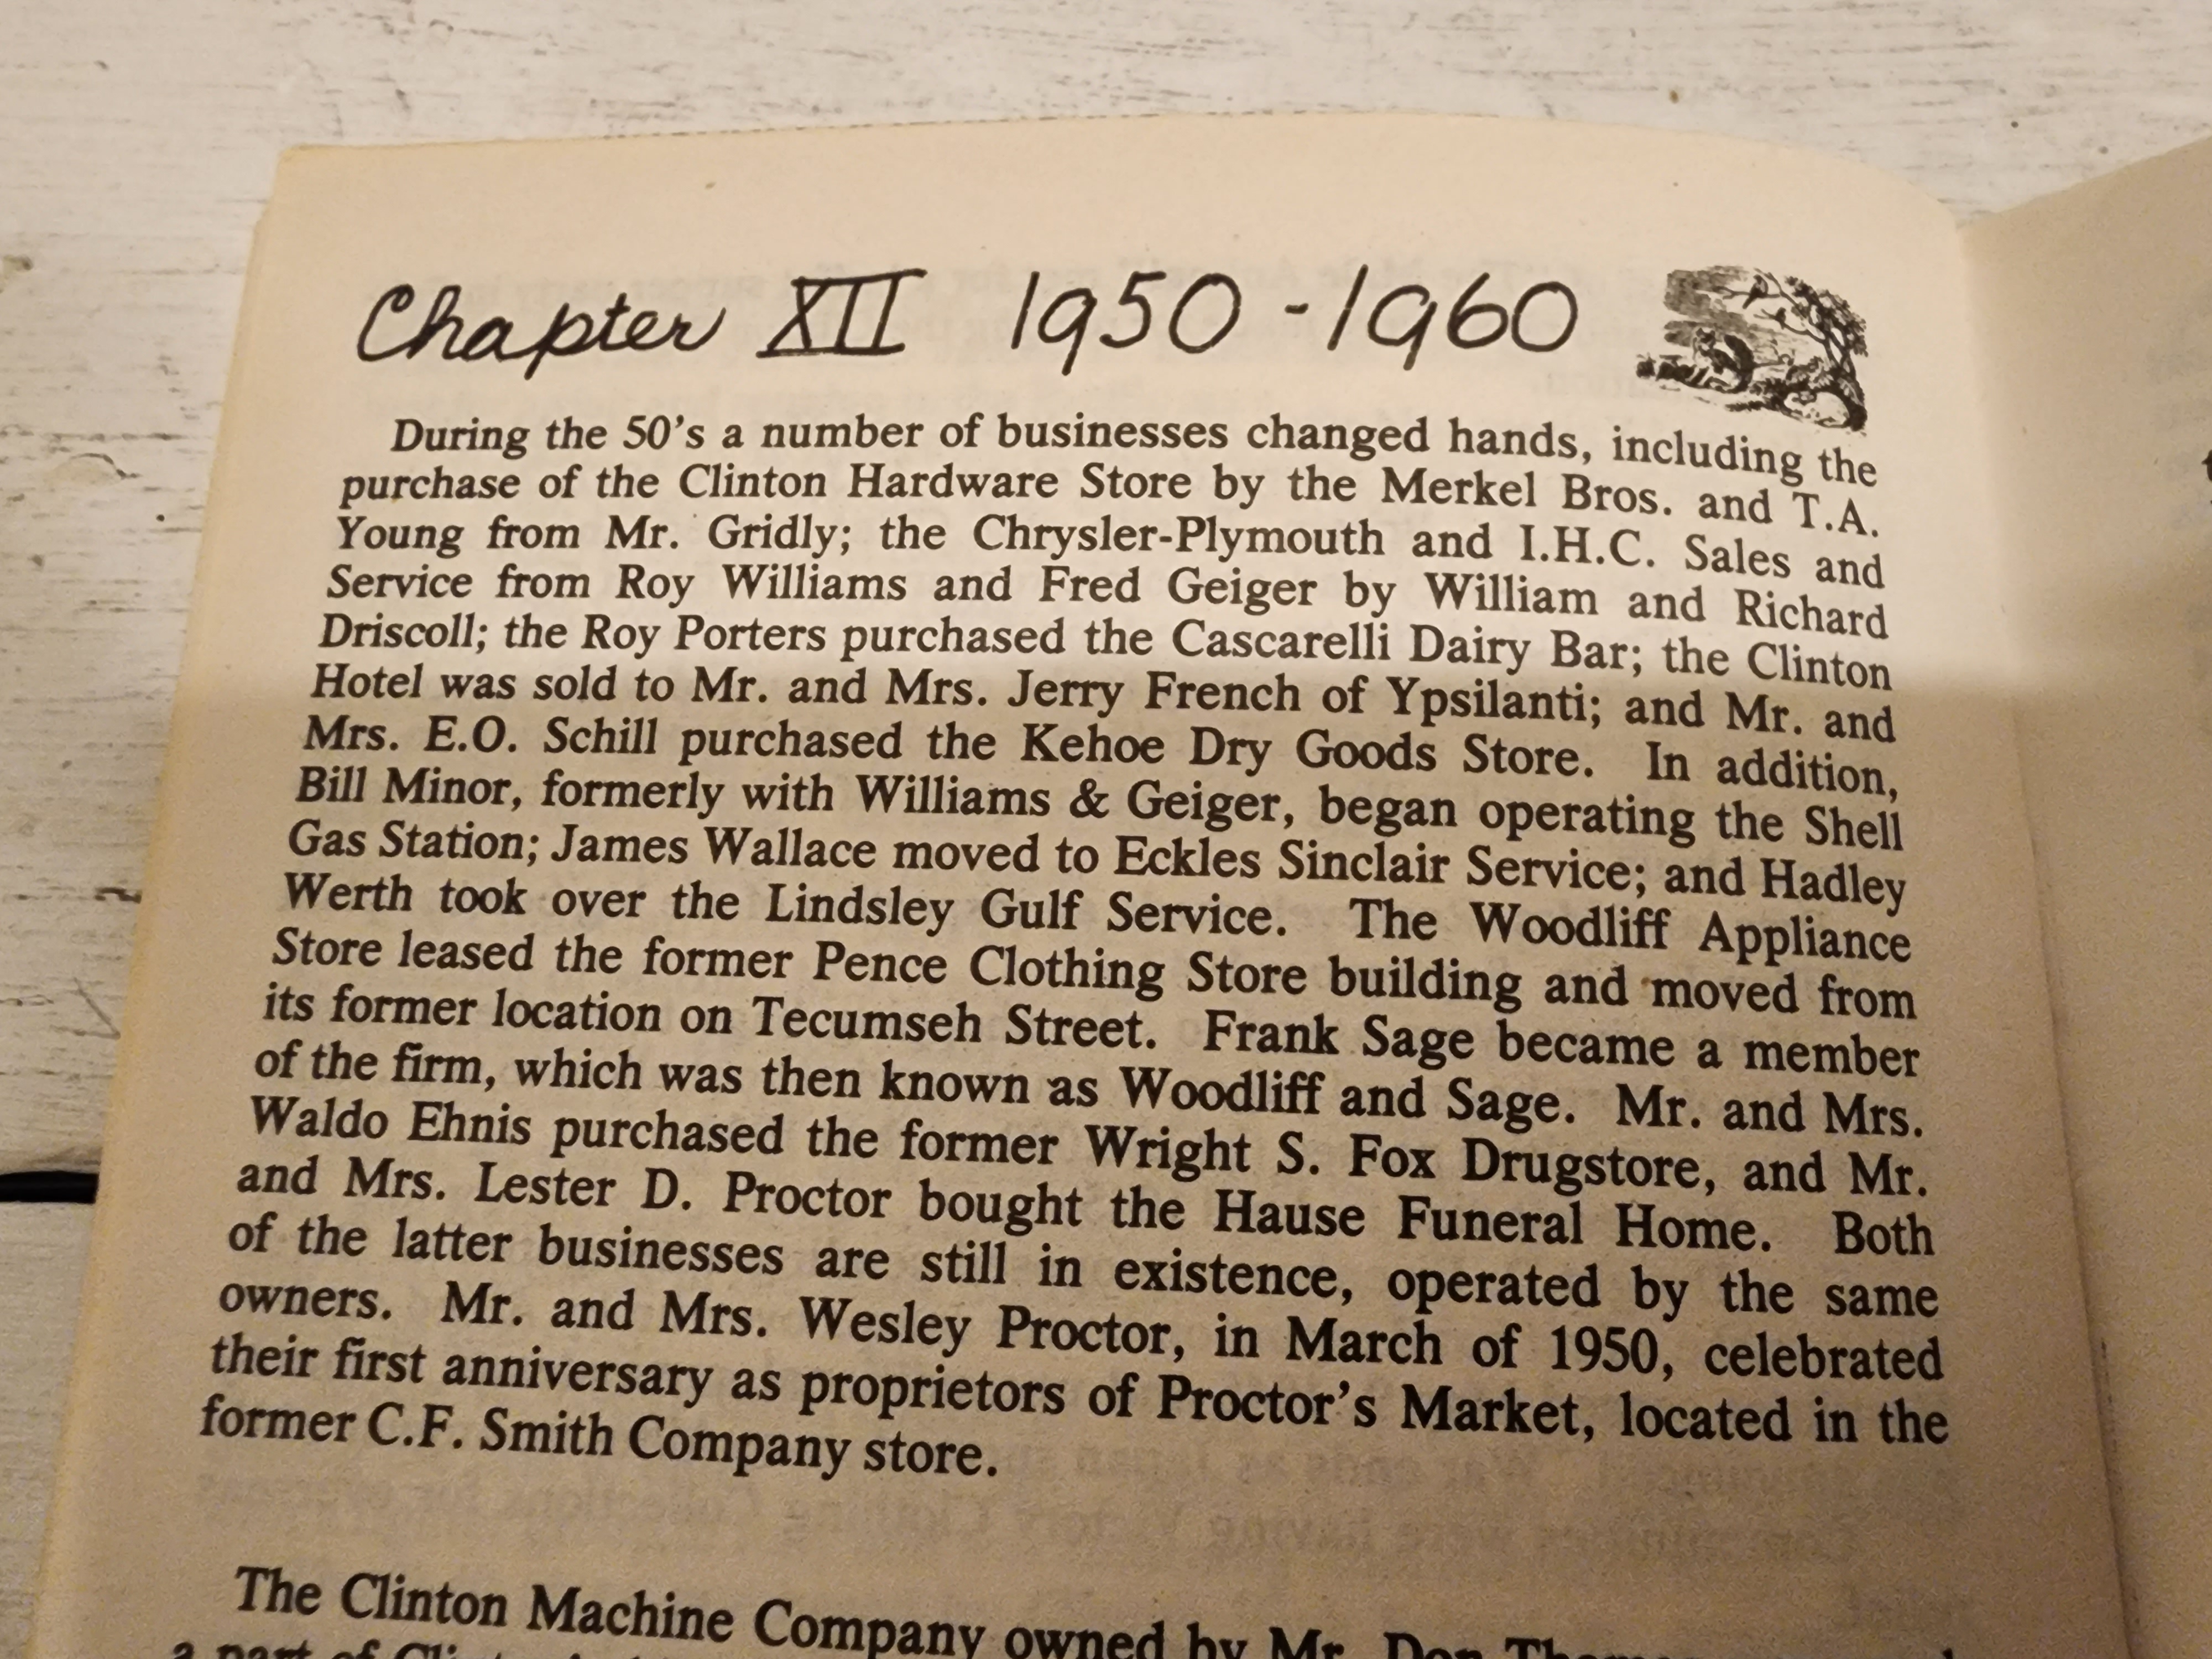 Chapter XII 1950-1960
During the 50's a number of businesses changed hands, including the
purchase of the Clinton Hardware Store by the Merkel Bros. and T.A.
Young from Mr. Gridly; the Chrysler-Plymouth and I.H.C. Sales and
Service from Roy Williams and Fred Geiger by William and Richard
Driscoll; the Roy Porters purchased the Cascarelli Dairy Bar; the Clinton
Hotel was sold to Mr. and Mrs. Jerry French of Ypsilanti; and Mr. and
Mrs. E.O. Schill purchased the Kehoe Dry Goods Store. In addition,
Bill Minor, formerly with Williams & Geiger, began operating the Shell
Gas Station; James Wallace moved to Eckles Sinclair Service; and Hadley
Werth took over the Lindsley Gulf Service. The Woodliff Appliance
Store leased the former Pence Clothing Store building and moved from
its former location on Tecumseh Street. Frank Sage became a member
of the firm, which was then known as Woodliff and Sage. Mr. and Mrs.
Waldo Ehnis purchased the former Wright S. Fox Drugstore, and Mr.
and Mrs. Lester D. Proctor bought the Hause Funeral Home. Both
of the latter businesses are still in existence, operated by the same
owners. Mr. and Mrs. Wesley Proctor, in March of 1950, celebrated
their first anniversary as proprietors of Proctor's Market, located in the
former C.F. Smith Company store.
The Clinton Machine Company owned by Mr. Don
a part of